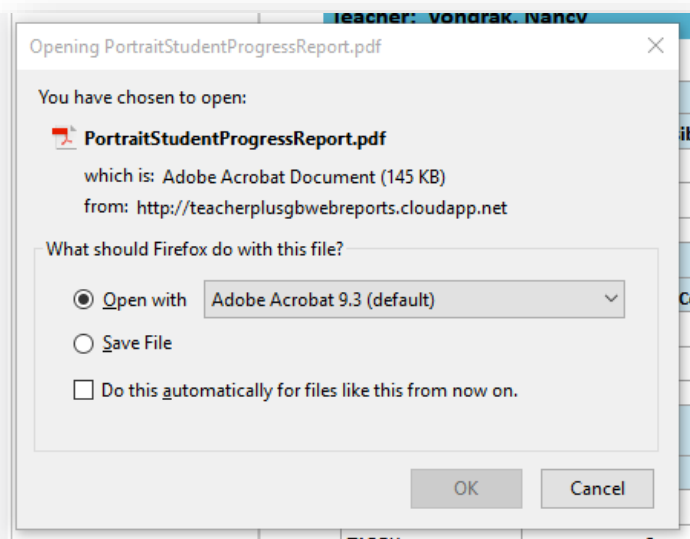 Teacher: Vondrak, Nancy
Opening PortraitStudentProgressReport.pdf
You have chosen to open:
PortraitStudentProgressReport.pdf
which is: Adobe Acrobat Document (145 KB)
from: http://teacherplusgbwebreports.cloudapp.net
What should Firefox do with this file?
Open with Adobe Acrobat 9.3 (default)
Save File
Do this automatically for files like this from now on.
OK Cancel